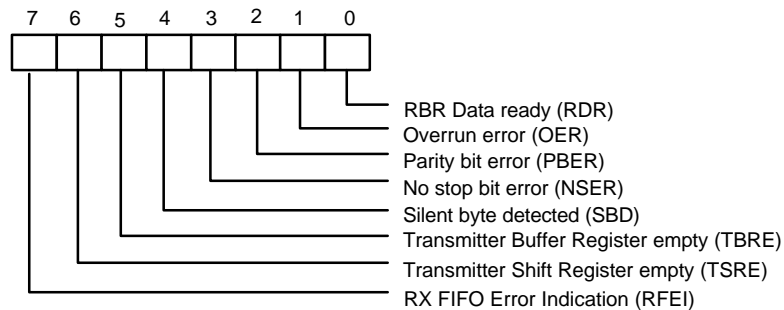 7 6 5 4 3 2 1 0
RBR Data ready (RDR)
Overrun error (OER)
Parity bit error (PBER)
No stop bit error (NSER)
Silent byte detected (SBD)
Transmitter Buffer Register empty (TBRE)
Transmitter Shift Register empty (TSRE)
RX FIFO Error Indication (RFEI)